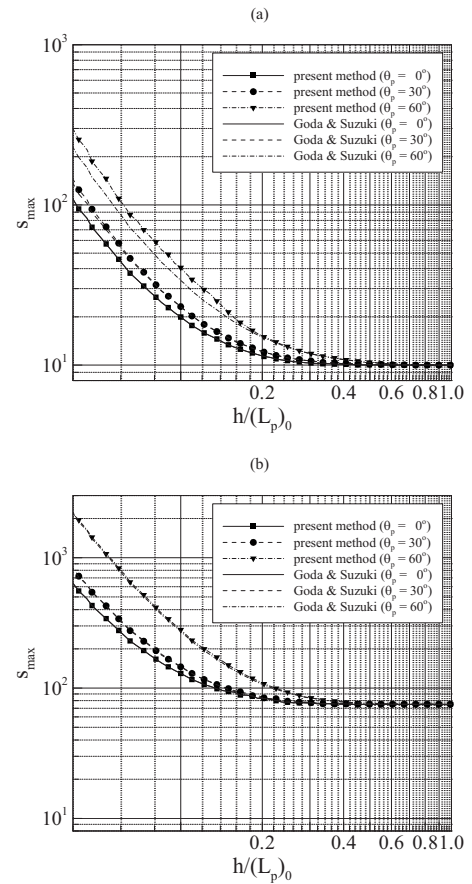 (a)
10³
present method (θp = 0°)
present method (θp = 30°)
present method (θp = 60°)
Goda & Suzuki (θp = 0°)
Goda & Suzuki (θp = 30°)
Goda & Suzuki (θp = 60°)
10²
smax
10¹
0.2 0.4 0.6 0.8 1.0
h/(Lp)0
(b)
present method (θp = 0°)
present method (θp = 30°)
present method (θp = 60°)
Goda & Suzuki (θp = 0°)
Goda & Suzuki (θp = 30°)
Goda & Suzuki (θp = 60°)
10³
smax
10²
10¹
0.2 0.4 0.6 0.8 1.0
h/(Lp)0